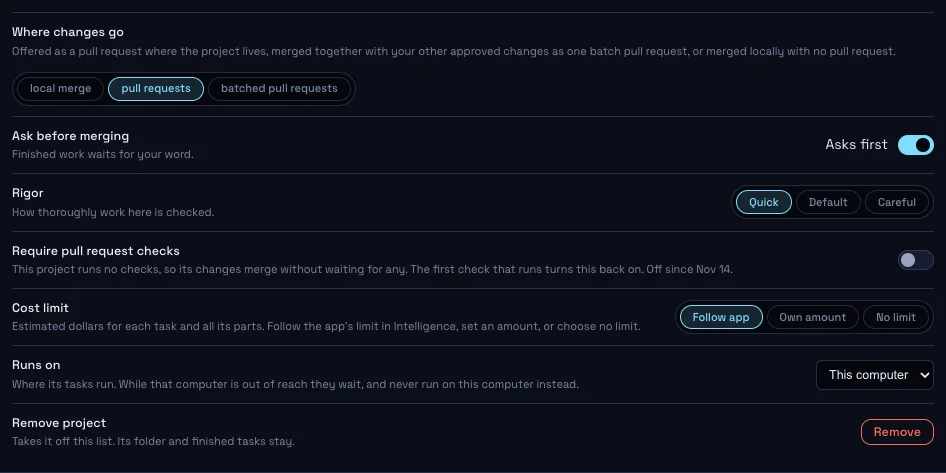 Where changes go
Offered as a pull request where the project lives, merged together with your other approved changes as one batch pull request, or merged locally with no pull request.
local merge
pull requests
batched pull requests
Ask before merging
Finished work waits for your word.
Asks first
Rigor
How thoroughly work here is checked.
Quick
Default
Careful
Require pull request checks
This project runs no checks, so its changes merge without waiting for any. The first check that runs turns this back on. Off since Nov 14.
Cost limit
Estimated dollars for each task and all its parts. Follow the app's limit in Intelligence, set an amount, or choose no limit.
Follow app
Own amount
No limit
Runs on
Where its tasks run. While that computer is out of reach they wait, and never run on this computer instead.
This computer
Remove project
Takes it off this list. Its folder and finished tasks stay.
Remove